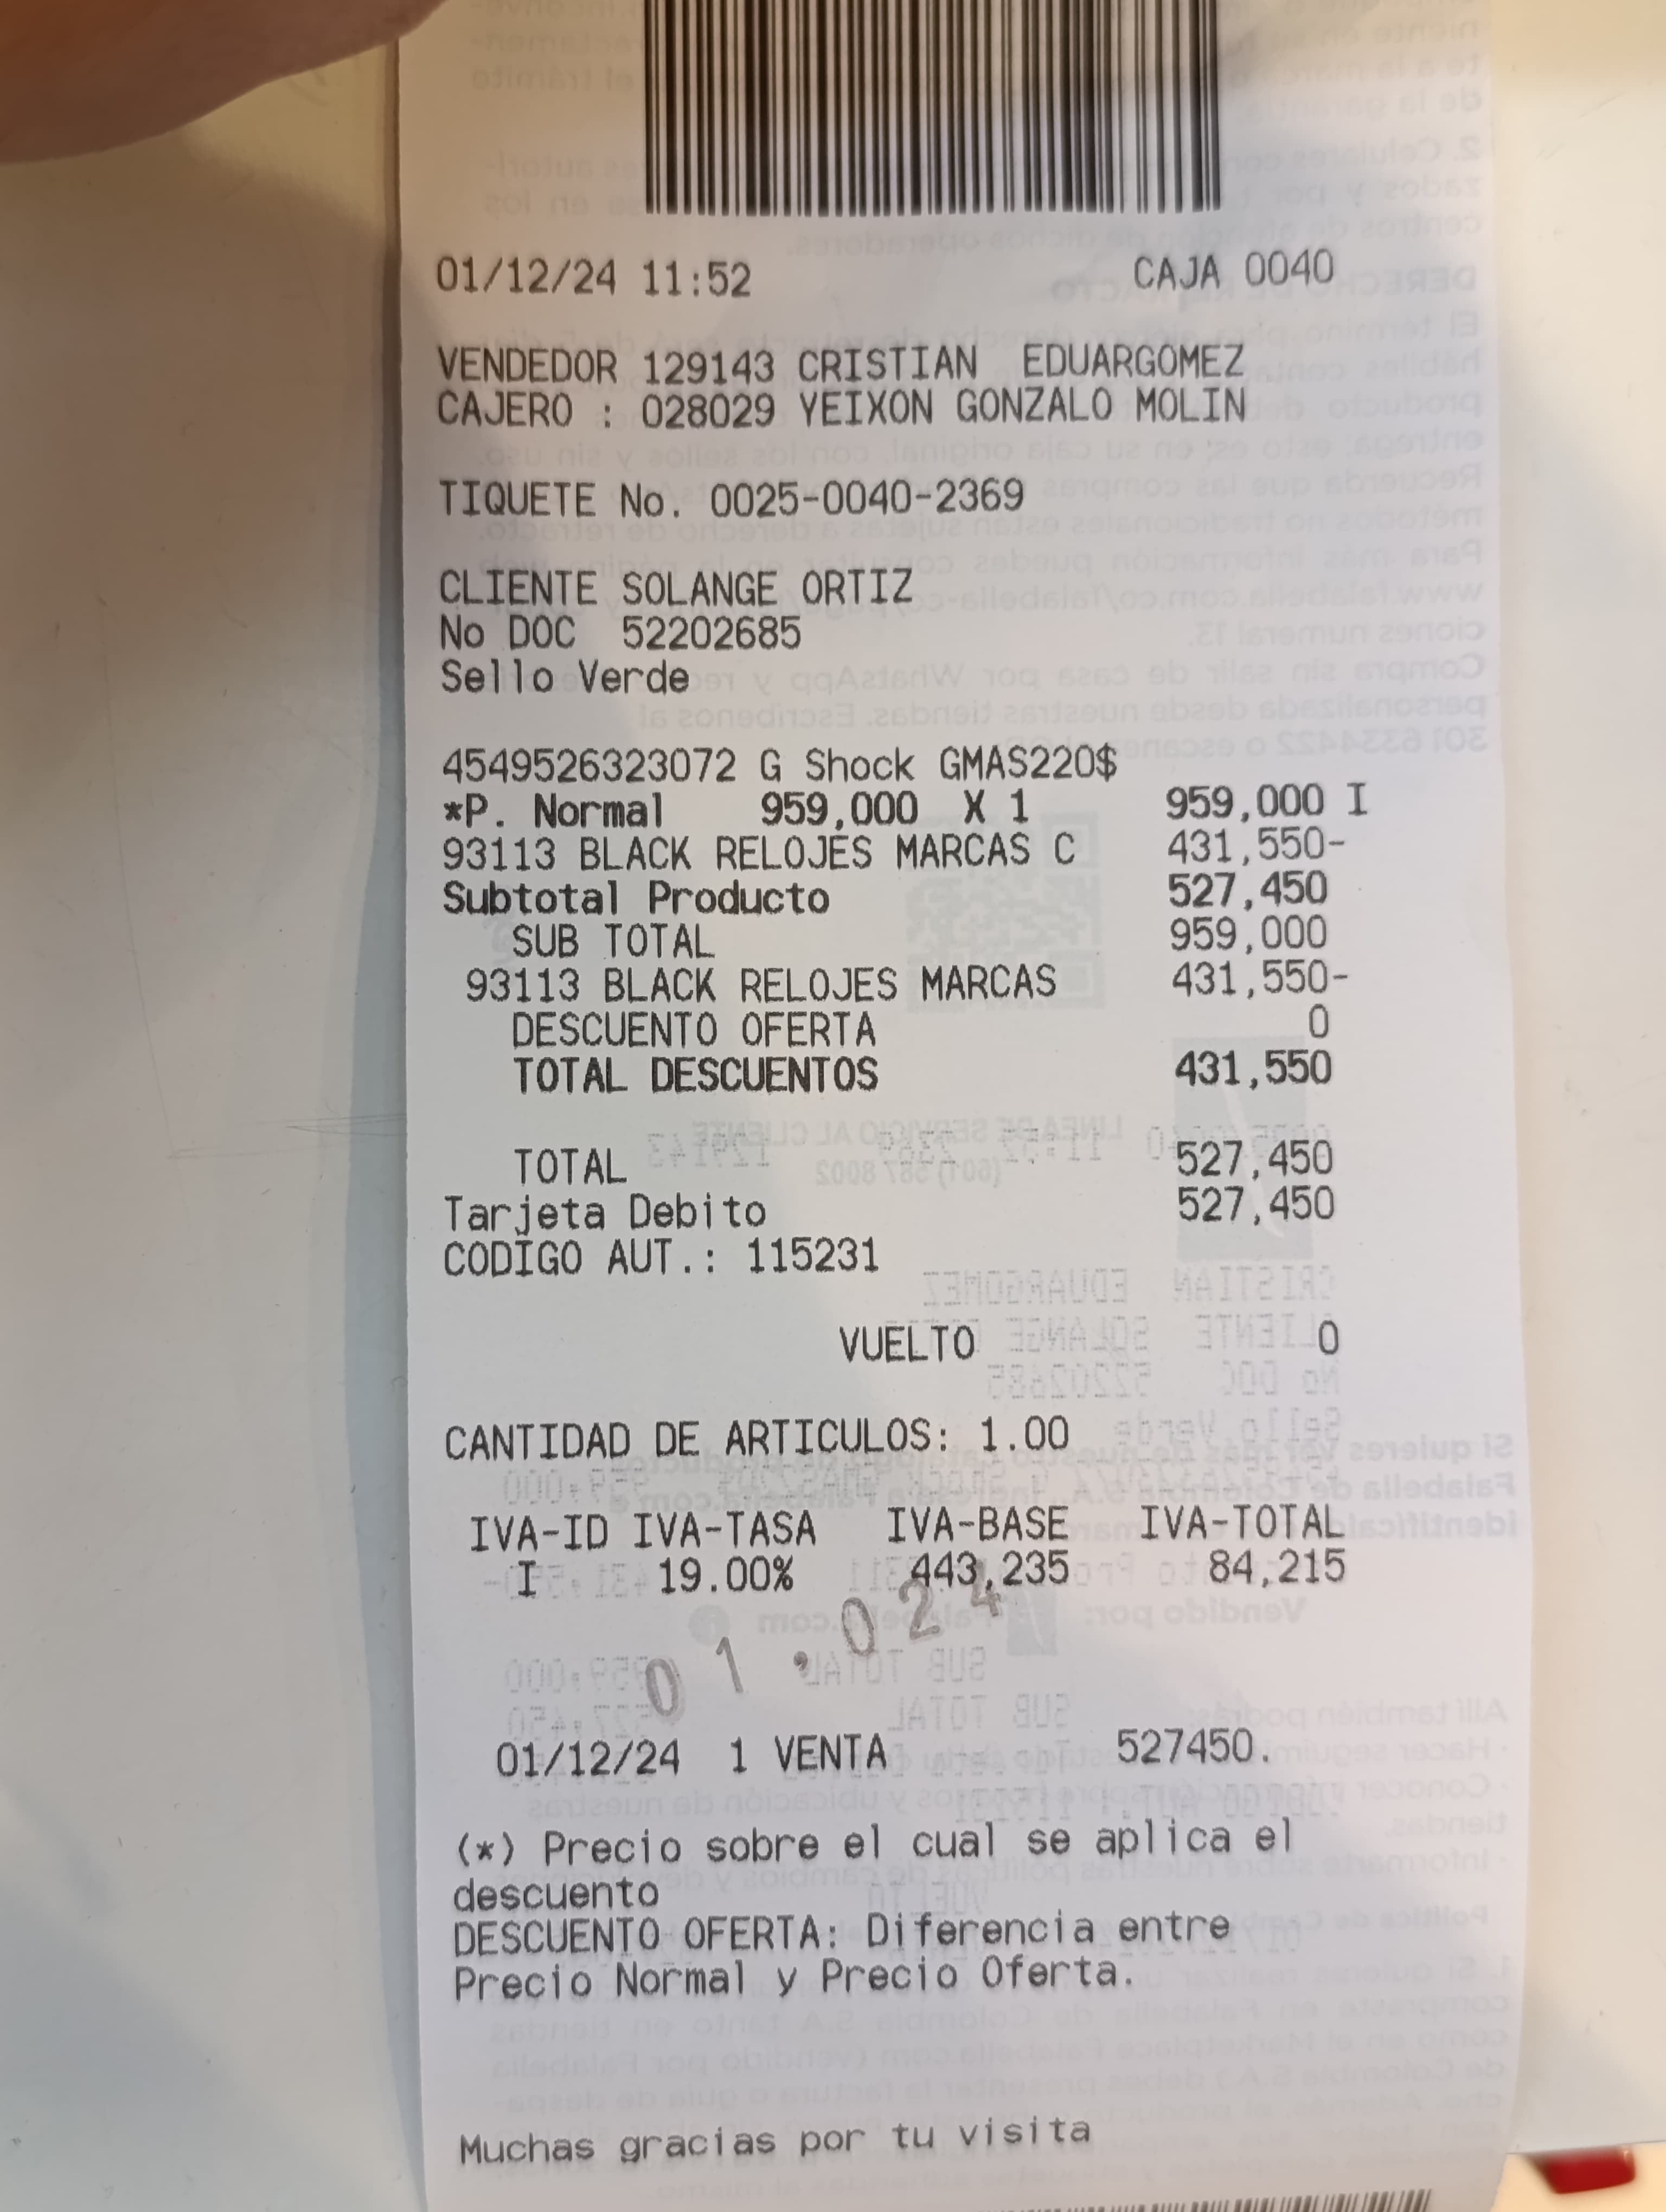 01/12/24 11:52 CAJA 0040
VENDEDOR 129143 CRISTIAN EDUARGOMEZ
CAJERO : 028029 YEIXON GONZALO MOLIN
TIQUETE No. 0025-0040-2369
CLIENTE SOLANGE ORTIZ
No DOC 52202685
Sello Verde
4549526323072 G Shock GMAS220$
*P. Normal 959,000 X 1 959,000 I
93113 BLACK RELOJES MARCAS C 431,550-
Subtotal Producto 527,450
SUB TOTAL 959,000
93113 BLACK RELOJES MARCAS 431,550-
DESCUENTO OFERTA 0
TOTAL DESCUENTOS 431,550
TOTAL 527,450
Tarjeta Debito 527,450
CODIGO AUT.: 115231
VUELTO 0
CANTIDAD DE ARTICULOS: 1.00
IVA-ID IVA-TASA IVA-BASE IVA-TOTAL
I 19.00% 443,235 84,215
01.024
01/12/24 1 VENTA 527450.
(*) Precio sobre el cual se aplica el
descuento
DESCUENTO OFERTA: Diferencia entre
Precio Normal y Precio Oferta.
Muchas gracias por tu visita